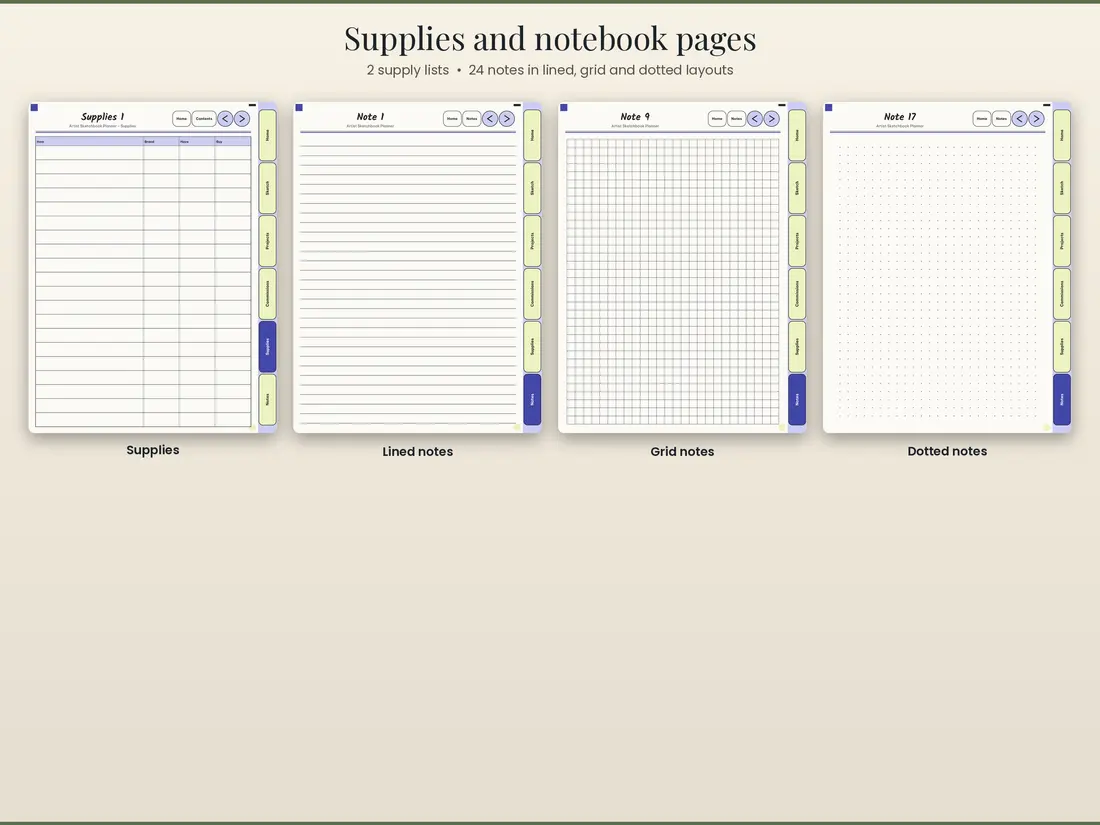 Supplies and notebook pages
2 supply lists • 24 notes in lined, grid and dotted layouts
Supplies 1
Artist Sketchbook Planner - Supplies
Home
Contents
<
>
Item
Brand
Have
Buy
Home
Sketch
Projects
Commissions
Supplies
Notes
Supplies
Note 1
Artist Sketchbook Planner
Home
Notes
<
>
Home
Sketch
Projects
Commissions
Supplies
Notes
Lined notes
Note 9
Artist Sketchbook Planner
Home
Notes
<
>
Home
Sketch
Projects
Commissions
Supplies
Notes
Grid notes
Note 17
Artist Sketchbook Planner
Home
Notes
<
>
Home
Sketch
Projects
Commissions
Supplies
Notes
Dotted notes